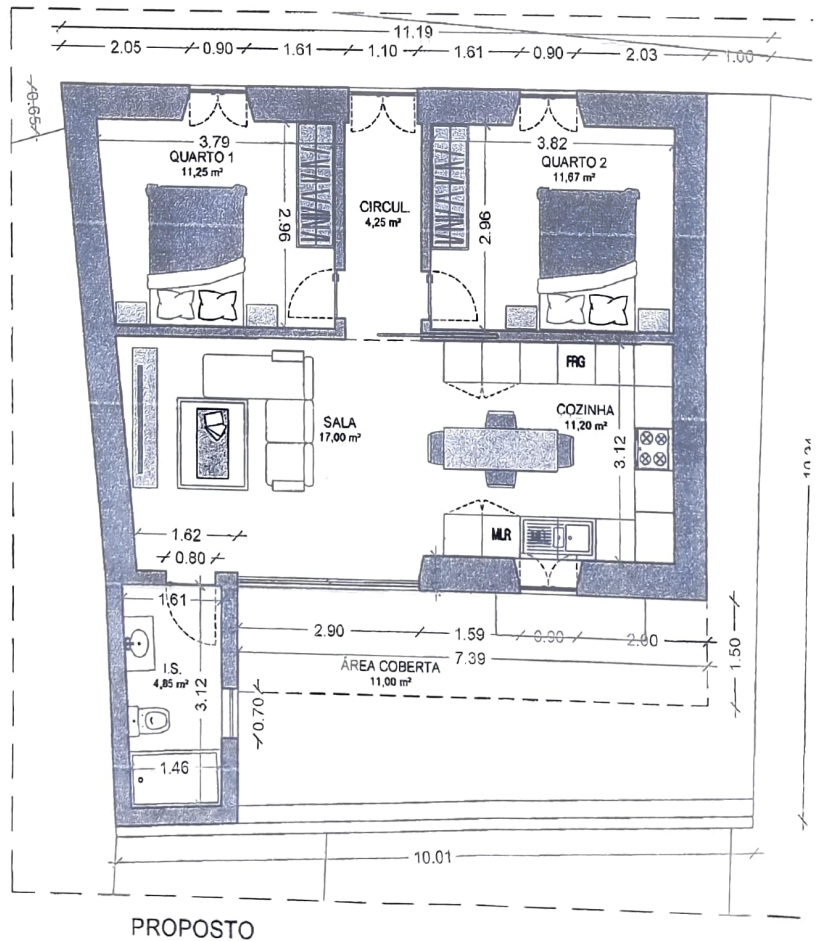 11.19
2.05 0.90 1.61 1.10 1.61 0.90 2.03 1.00
0.65
3.79
QUARTO 1
11,25 m²
2.96
CIRCUL.
4,25 m²
3.82
QUARTO 2
11,67 m²
2.96
FRG
SALA
17,00 m²
COZINHA
11,20 m²
3.12
MLR
1.62
0.80
1.61
I.S.
4,85 m²
3.12
1.46
0.70
2.90 1.59 0.90 2.00
7.39
ÁREA COBERTA
11,00 m²
1.50
10.01
PROPOSTO